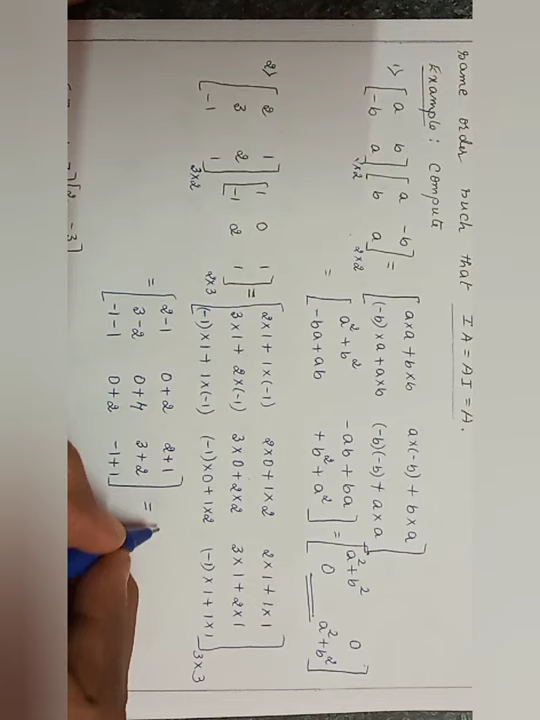 same order such that IA = AI = A.
Example: Compute
1) [a b -b a] 2×2 [a -b b a] 2×2 = [a×a + b×b a×(-b) + b×a
(-b)×a + a×b (-b)(-b) + a×a]
= [a² + b² -ab + ba
-ba + ab + b² + a²] = [a² + b² 0
0 a² + b²]
2) [2 1
3 2
-1 1] 3×2 [1 0 1
-1 2 1] 2×3 = [2×1 + 1×(-1) 2×0 + 1×2 2×1 + 1×1
3×1 + 2×(-1) 3×0 + 2×2 3×1 + 2×1
(-1)×1 + 1×(-1) (-1)×0 + 1×2 (-1)×1 + 1×1] 3×3
= [2-1 0+2 2+1
3-2 0+4 3+2
-1-1 0+2 -1+1] =
][2 -3]